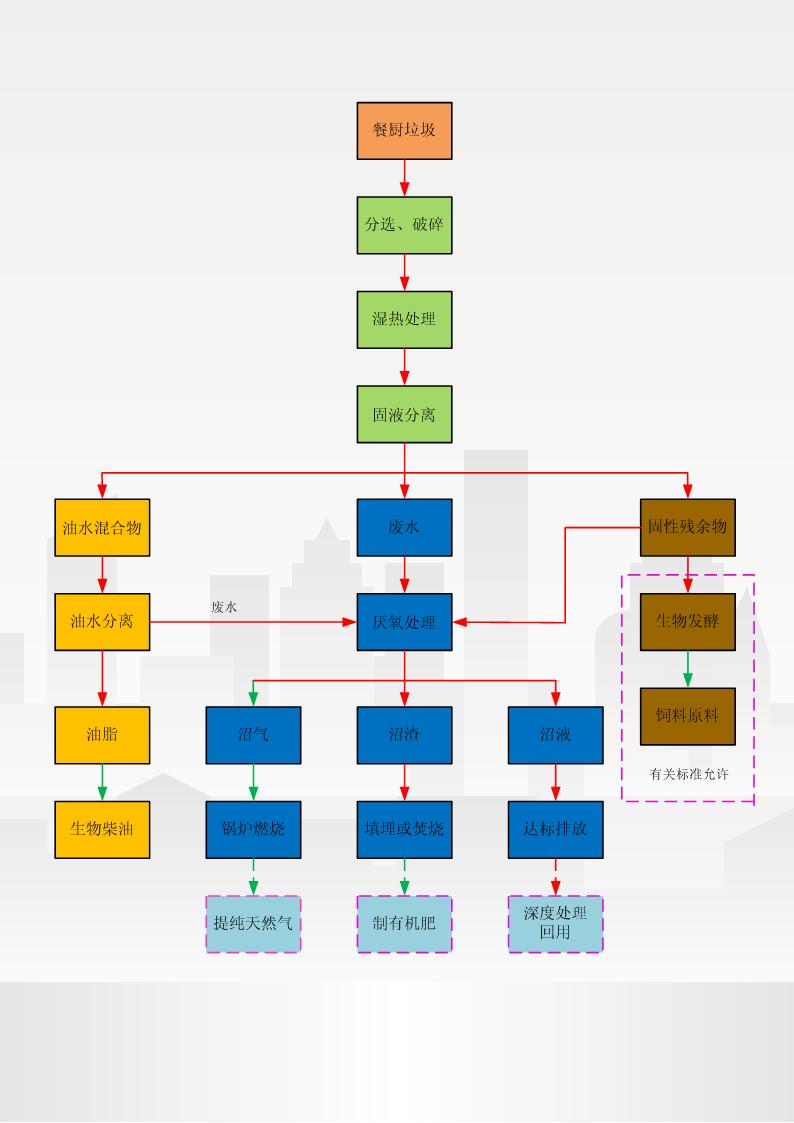 餐厨垃圾
分选、破碎
湿热处理
固液分离
油水混合物
废水
固性残余物
油水分离
废水
厌氧处理
生物发酵
油脂
沼气
沼渣
沼液
饲料原料
有关标准允许
生物柴油
锅炉燃烧
填埋或焚烧
达标排放
提纯天然气
制有机肥
深度处理
回用